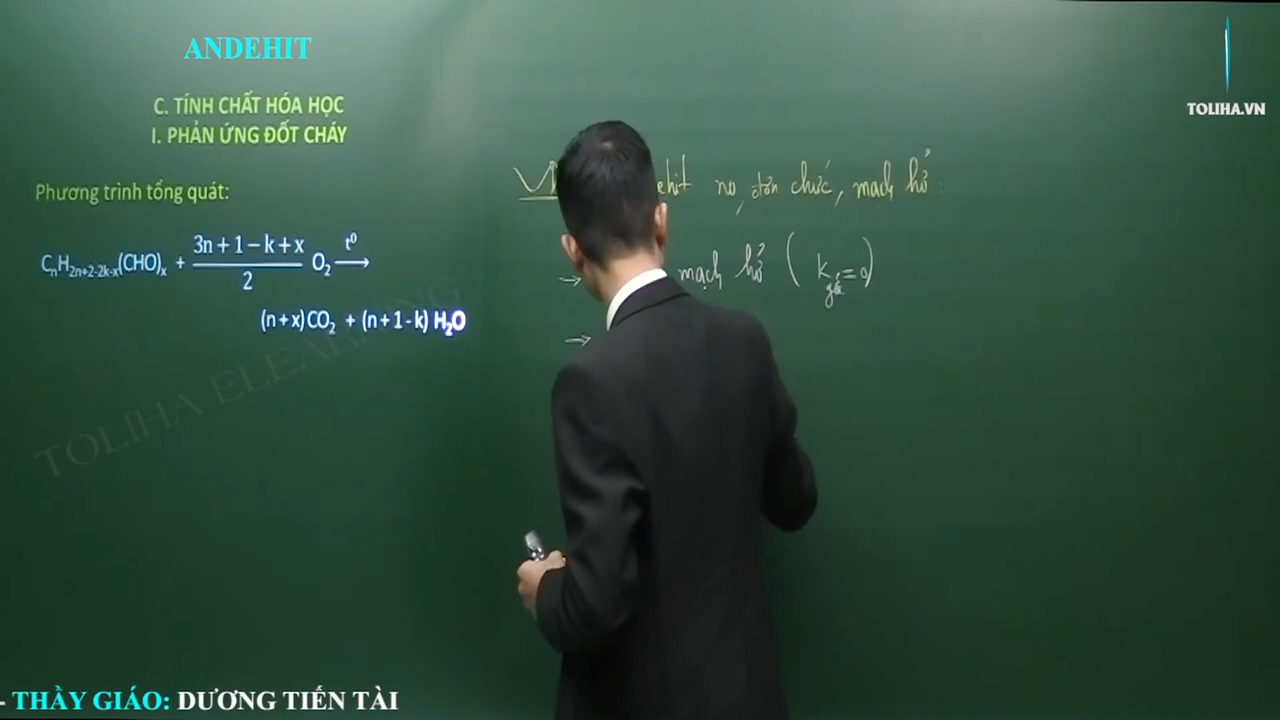 ANDEHIT
C. TÍNH CHẤT HÓA HỌC
I. PHẢN ỨNG ĐỐT CHÁY
Phương trình tổng quát:
CnH2n+2-2k-x(CHO)x + (3n + 1 – k + x)/2 O2 t⁰→
(n+x)CO2 + (n+1-k) H2O
no, đơn chức, mạch hở:
→ mạch hở ( k gốc = 0)
→
TOLIHA.VN
TOLIHA ELEARNING
- THẦY GIÁO: DƯƠNG TIẾN TÀI